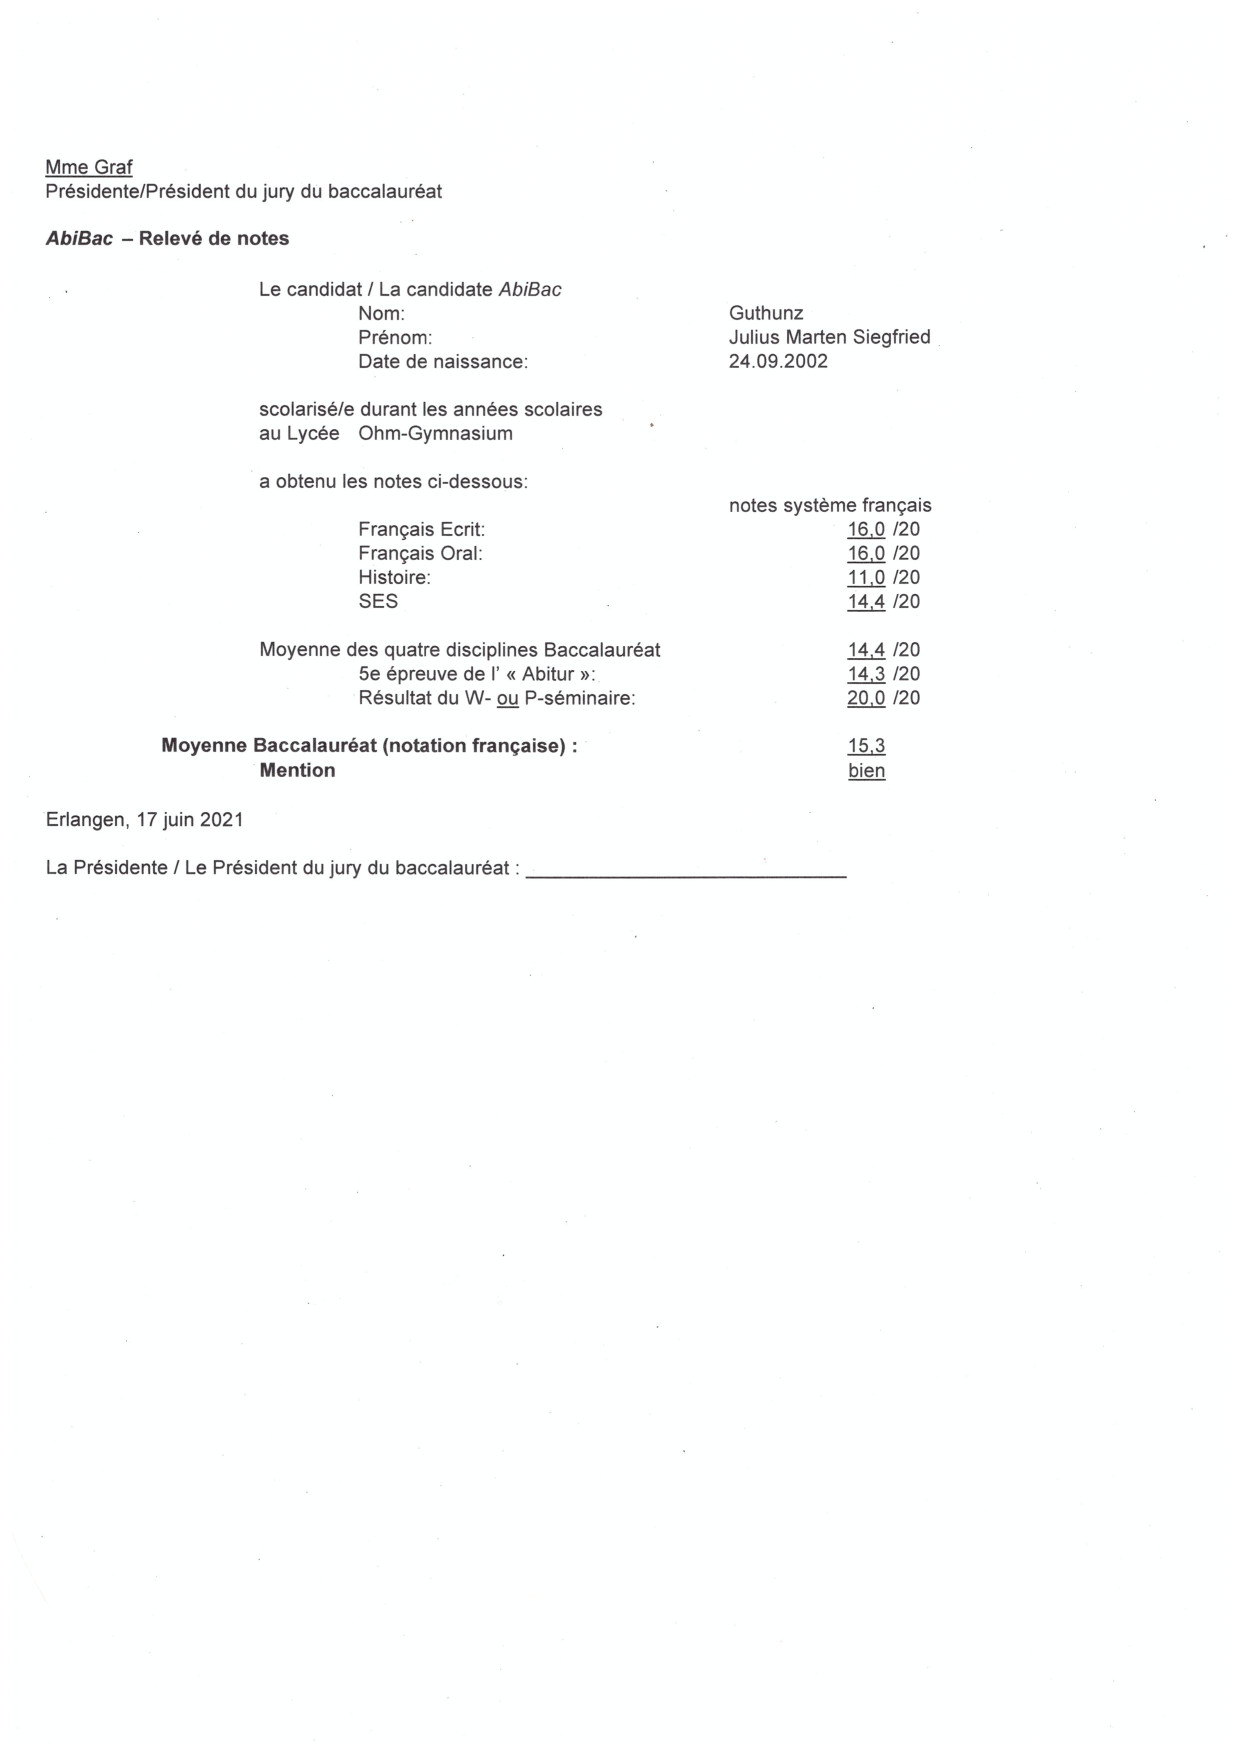 Mme Graf
Présidente/Président du jury du baccalauréat
AbiBac – Relevé de notes
Le candidat / La candidate AbiBac
Nom: Guthunz
Prénom: Julius Marten Siegfried
Date de naissance: 24.09.2002
scolarisé/e durant les années scolaires
au Lycée Ohm-Gymnasium
a obtenu les notes ci-dessous:
notes système français
Français Ecrit: 16,0 /20
Français Oral: 16,0 /20
Histoire: 11,0 /20
SES 14,4 /20
Moyenne des quatre disciplines Baccalauréat 14,4 /20
5e épreuve de l' « Abitur »: 14,3 /20
Résultat du W- ou P-séminaire: 20,0 /20
Moyenne Baccalauréat (notation française) : 15,3
Mention bien
Erlangen, 17 juin 2021
La Présidente / Le Président du jury du baccalauréat :